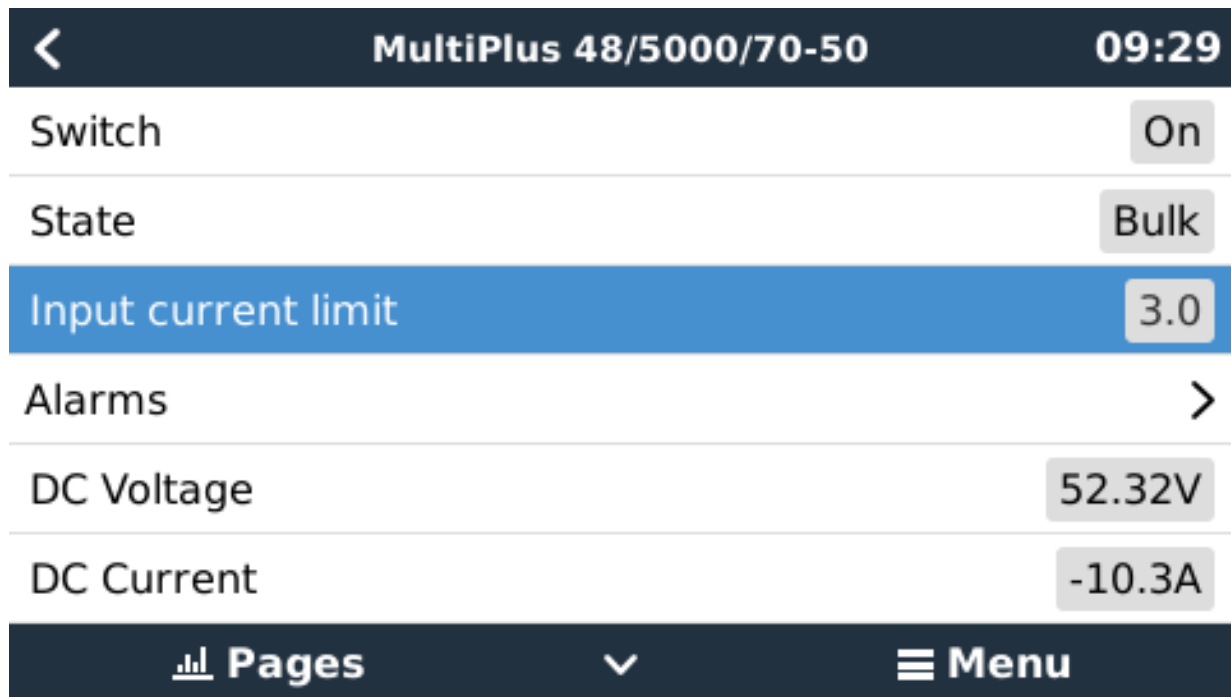 MultiPlus 48/5000/70-50 09:29
Switch On
State Bulk
Input current limit 3.0
Alarms
DC Voltage 52.32V
DC Current -10.3A
Pages Menu